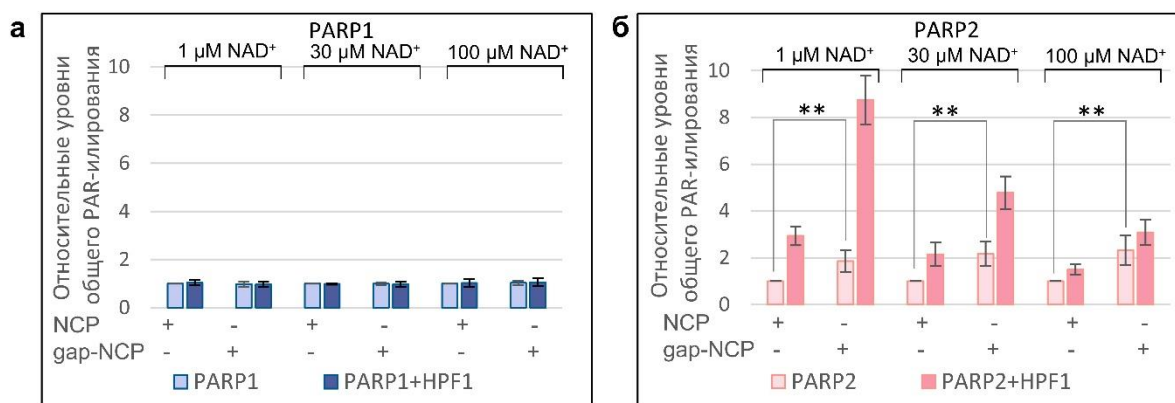 а
PARP1
1 µM NAD⁺ 30 µM NAD⁺ 100 µM NAD⁺
Относительные уровни
общего PAR-илирования
10
8
6
4
2
0
NCP + - + - + -
gap-NCP - + - + - +
PARP1 PARP1+HPF1
б
PARP2
1 µM NAD⁺ 30 µM NAD⁺ 100 µM NAD⁺
Относительные уровни
общего PAR-илирования
10
8
6
4
2
0
** ** **
NCP + - + - + -
gap-NCP - + - + - +
PARP2 PARP2+HPF1